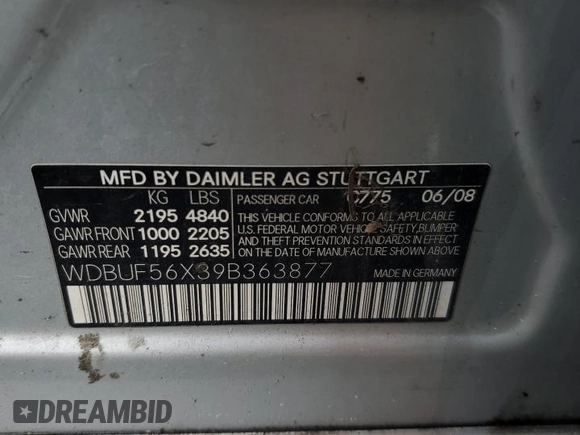 MFD BY DAIMLER AG STUTTGART
KG LBS
GVWR 2195 4840
GAWR FRONT 1000 2205
GAWR REAR 1195 2635
PASSENGER CAR C775 06/08
THIS VEHICLE CONFORMS TO ALL APPLICABLE
U.S. FEDERAL MOTOR VEHICLE SAFETY, BUMPER
AND THEFT PREVENTION STANDARDS IN EFFECT
ON THE DATE OF MANUFACTURE SHOWN ABOVE
WDBUF56X39B363877
MADE IN GERMANY
DREAMBID